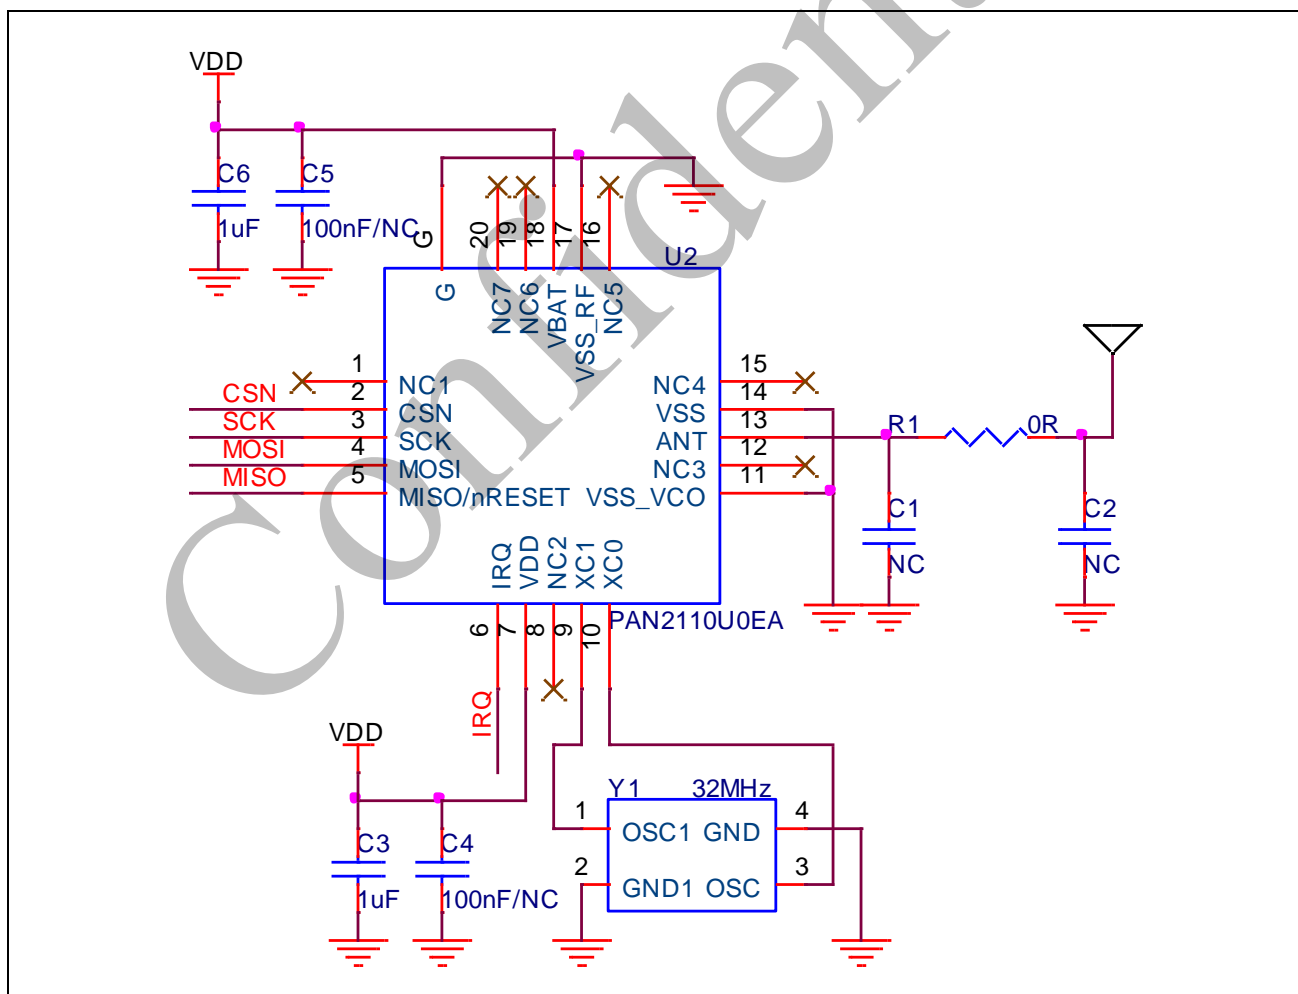 Confiden
VDD
C6
C5
1uF
100nF/NC
G
20
19
18
17
16
U2
G
NC7
NC6
VBAT
VSS_RF
NC5
1
NC1
CSN
2
CSN
SCK
3
SCK
MOSI
4
MOSI
MISO
5
MISO/nRESET
NC4
15
VSS
14
ANT
13
NC3
12
VSS_VCO
11
R1
0R
C1
NC
C2
NC
IRQ
VDD
NC2
XC1
XC0
6
7
8
9
10
PAN2110U0EA
IRQ
VDD
C3
C4
1uF
100nF/NC
Y1
32MHz
1
OSC1
GND
4
2
GND1
OSC
3